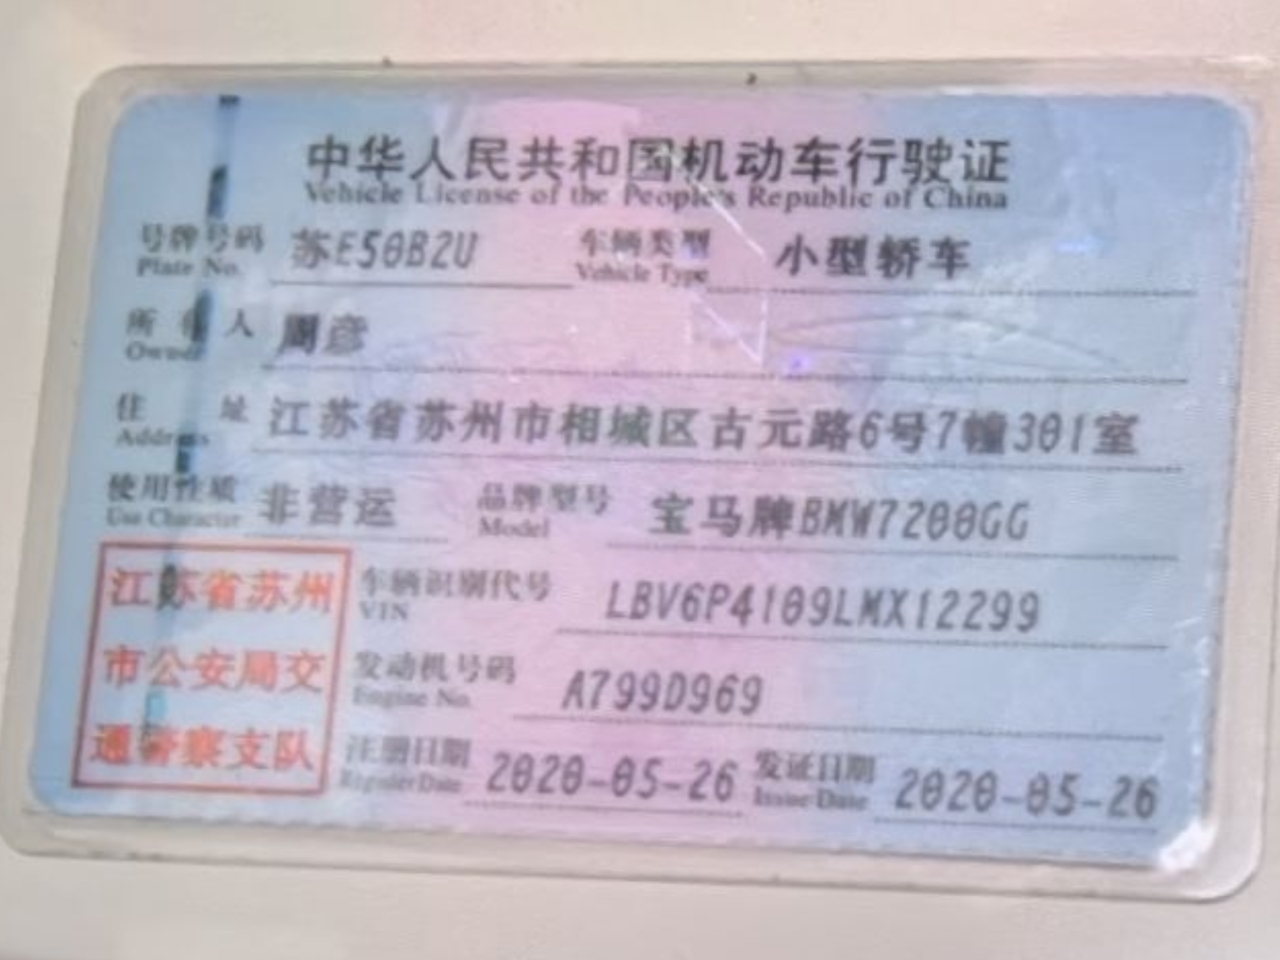 中华人民共和国机动车行驶证
Vehicle License of the People's Republic of China
号牌号码 苏E50B2U 车辆类型 小型轿车
Plate No. Vehicle Type
所有人 周彦
Owner
住址 江苏省苏州市相城区古元路6号7幢301室
Address
使用性质 非营运 品牌型号 宝马牌BMW7200GG
Use Character Model
江苏省苏州
市公安局交
通警察支队
车辆识别代号 LBV6P4109LMX12299
VIN
发动机号码 A799D969
Engine No.
注册日期 2020-05-26 发证日期 2020-05-26
Register Date Issue Date